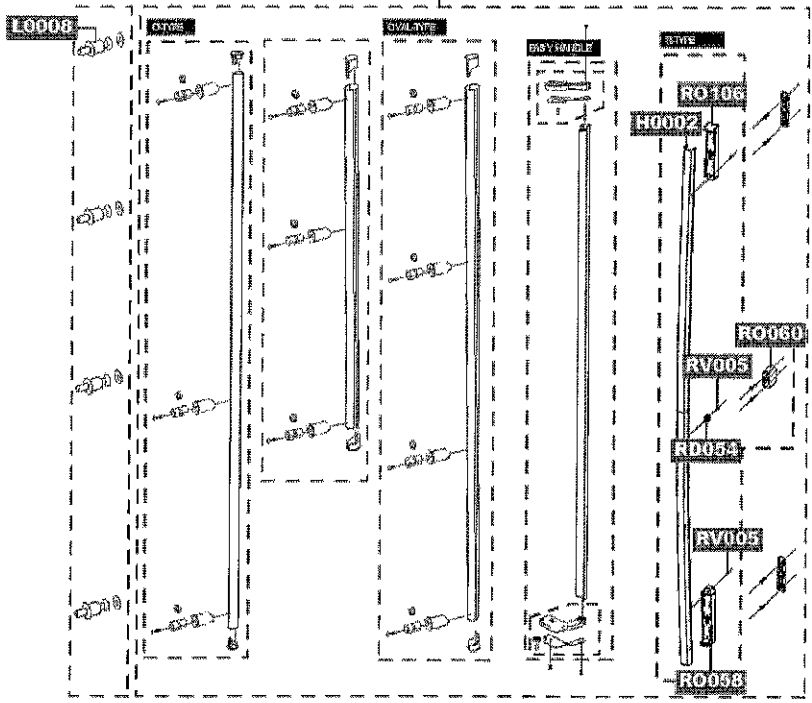 L0008
OVAL TYPE
EASY HANDLE
RO106
H0002
RO060
RV005
RO054
RV005
RO058